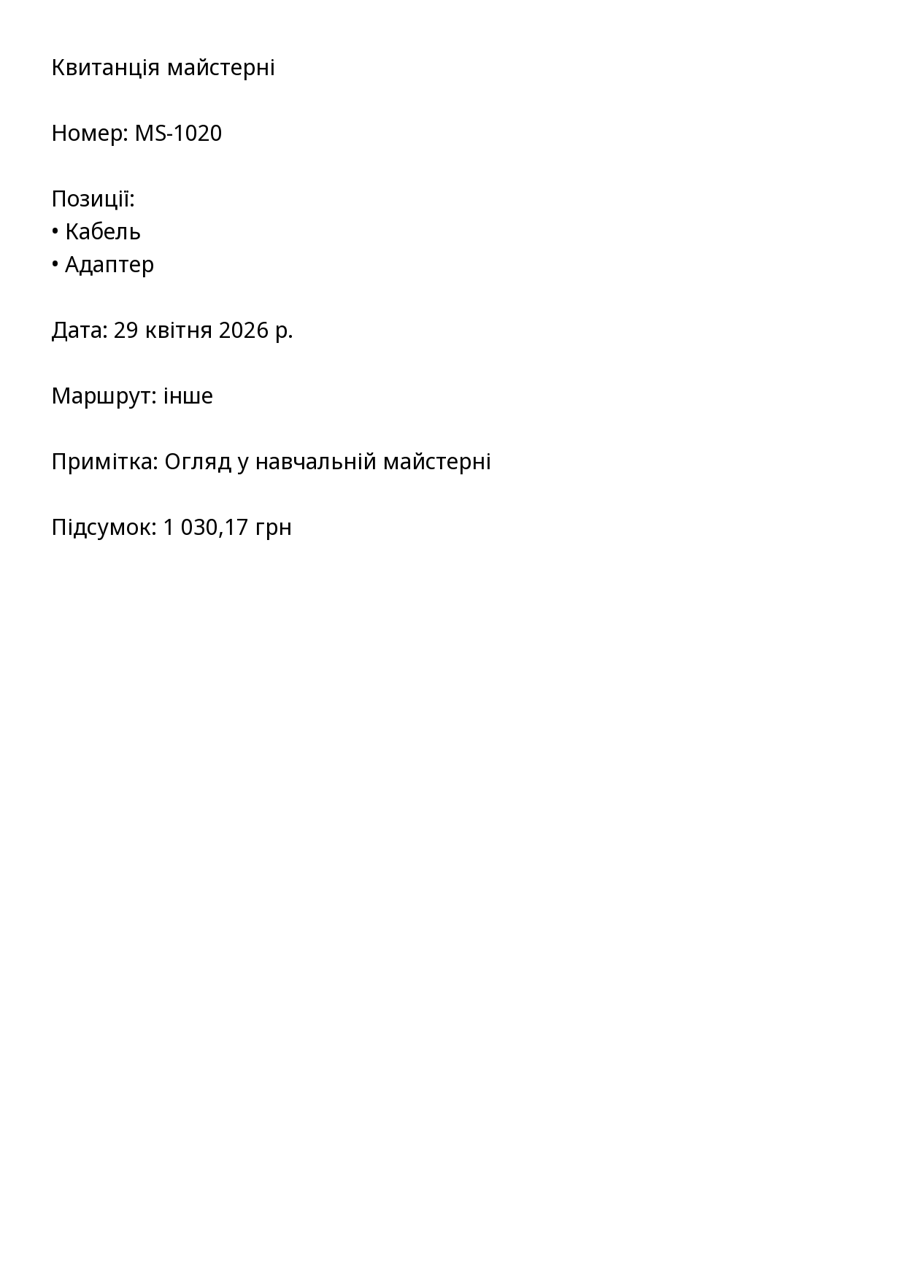 Квитанція майстерні
Номер: MS-1020
Позиції:
• Кабель
• Адаптер
Дата: 29 квітня 2026 р.
Маршрут: інше
Примітка: Огляд у навчальній майстерні
Підсумок: 1 030,17 грн